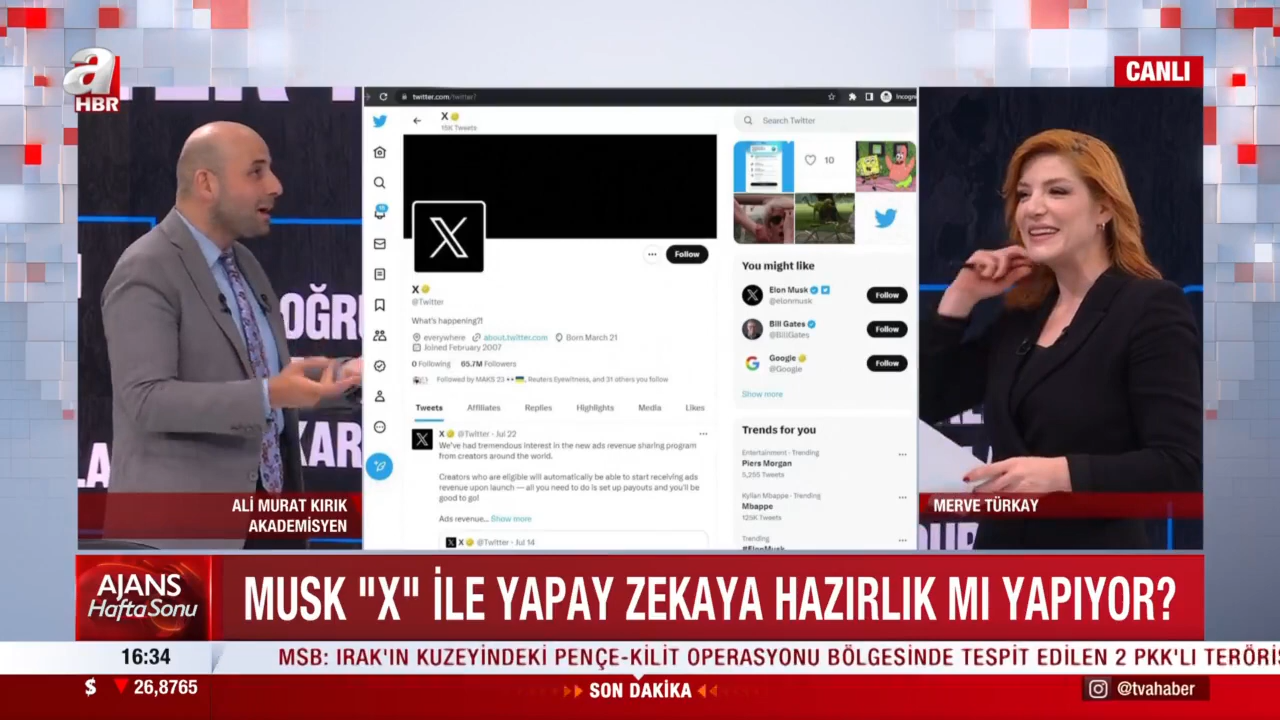 a
HBR
CANLI
OĞRU
KAR
LA
twitter.com/twitter?
Incogni
X
15K Tweets
Search Twitter
10
Follow
X
@Twitter
What's happening?!
everywhere about.twitter.com Born March 21
Joined February 2007
0 Following 65.7M Followers
Followed by MAKS 23, Reuters Eyewitness, and 31 others you follow
Tweets Affiliates Replies Highlights Media Likes
X @Twitter · Jul 22
We've had tremendous interest in the new ads revenue sharing program
from creators around the world.
Creators who are eligible will automatically be able to start receiving ads
revenue upon launch — all you need to do is set up payouts and you'll be
good to go!
Ads revenue... Show more
X @Twitter · Jul 14
You might like
Elon Musk
@elonmusk
Follow
Bill Gates
@BillGates
Follow
Google
@Google
Follow
Show more
Trends for you
Entertainment · Trending
Piers Morgan
5,255 Tweets
Kylian Mbappe · Trending
Mbappe
125K Tweets
Trending
#ElonMusk
ALİ MURAT KIRIK
AKADEMİSYEN
MERVE TÜRKAY
AJANS
Hafta Sonu
MUSK "X" İLE YAPAY ZEKAYA HAZIRLIK MI YAPIYOR?
16:34
MSB: IRAK'IN KUZEYİNDEKİ PENÇE-KİLİT OPERASYONU BÖLGESİNDE TESPİT EDİLEN 2 PKK'LI TERÖRİS
$ 26,8765
SON DAKİKA
@tvahaber